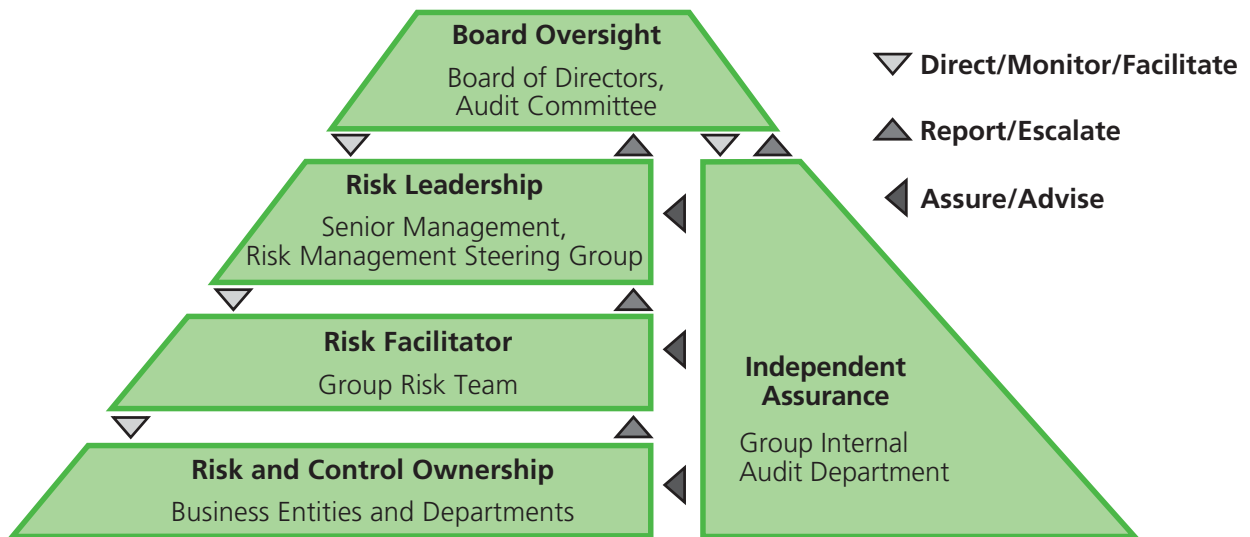 Board Oversight
Board of Directors,
Audit Committee
Direct/Monitor/Facilitate
Report/Escalate
Assure/Advise
Risk Leadership
Senior Management,
Risk Management Steering Group
Risk Facilitator
Group Risk Team
Risk and Control Ownership
Business Entities and Departments
Independent
Assurance
Group Internal
Audit Department